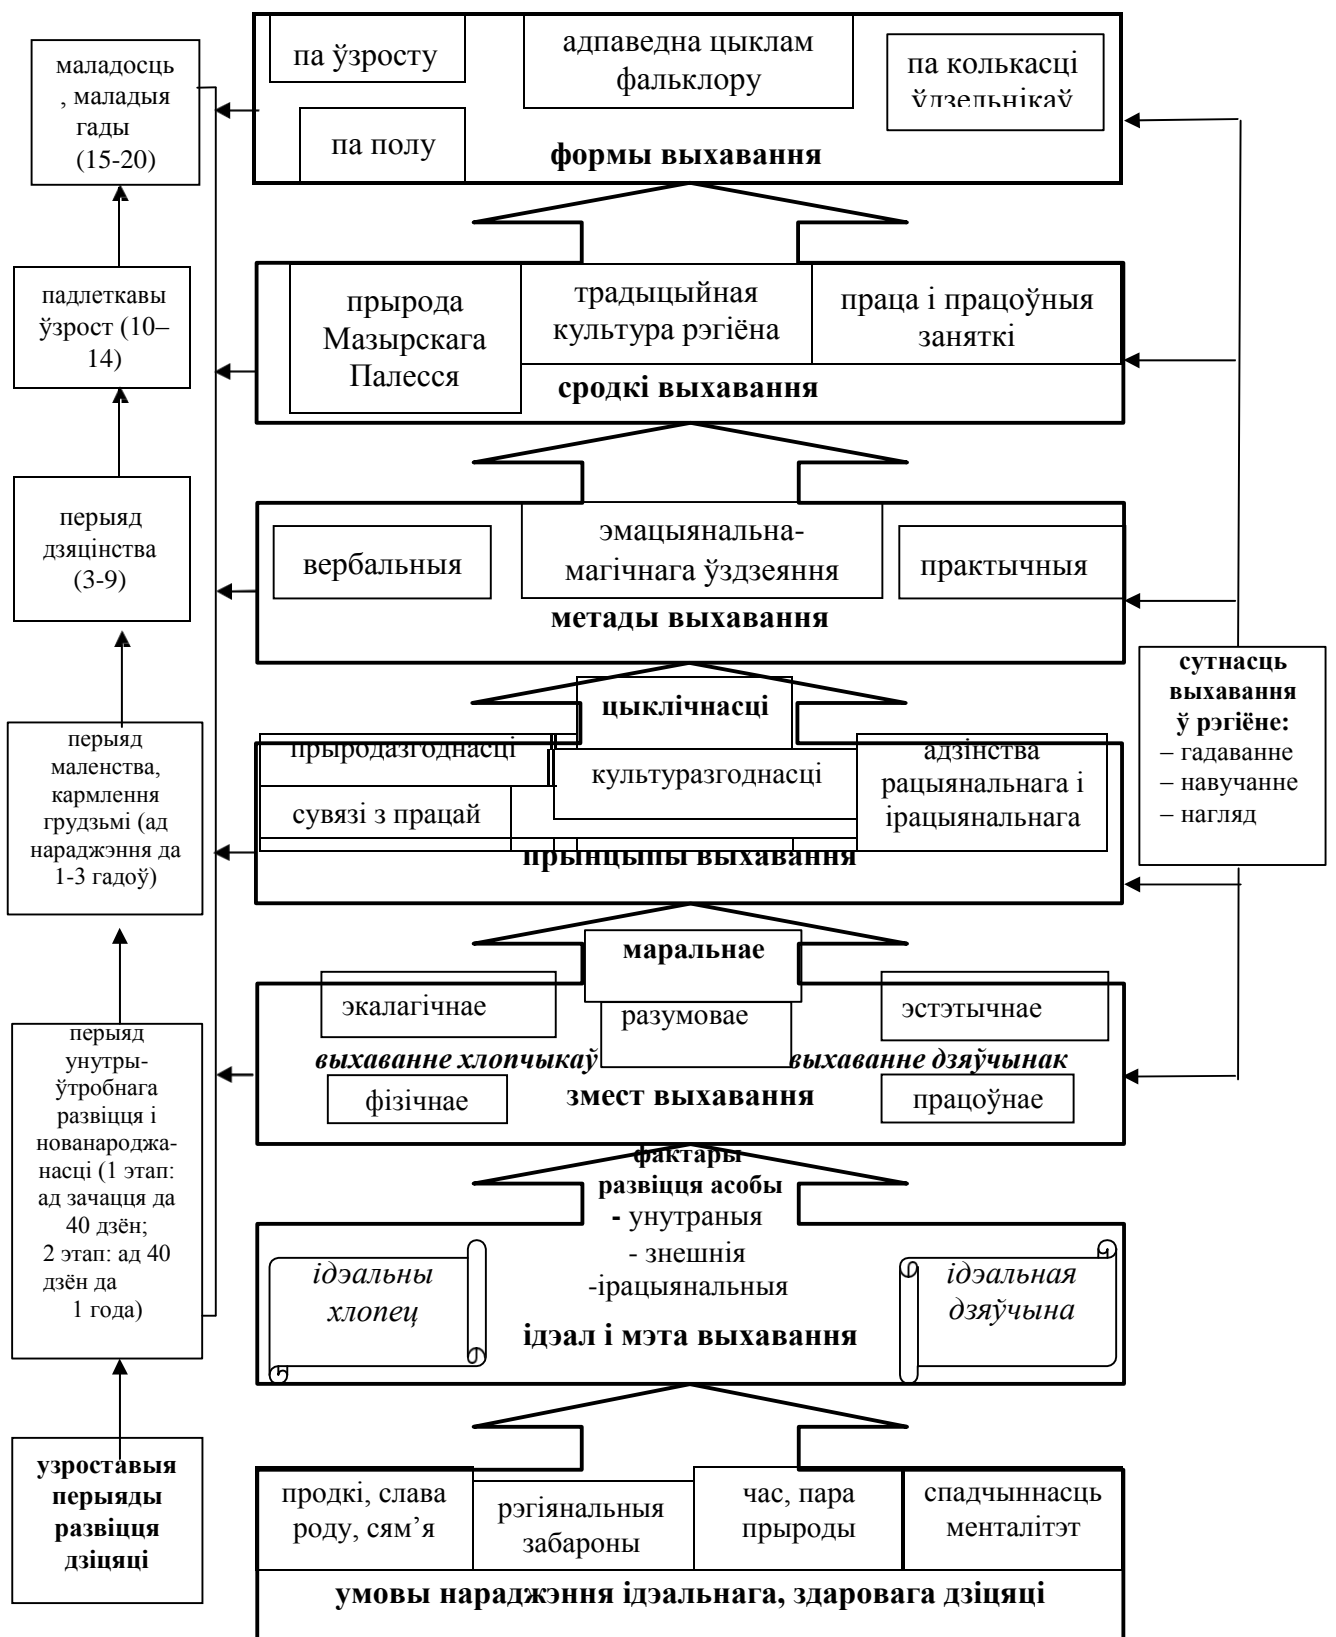 маладосць
, маладыя
гады
(15-20)
па ўзросту
адпаведна цыклам
фальклору
па колькасці
ўдзельнікаў
па полу
формы выхавання
падлеткавы
ўзрост (10–
14)
прырода
Мазырскага
Палесся
традыцыйная
культура рэгіёна
праца і працоўныя
заняткі
сродкі выхавання
перыяд
дзяцінства
(3-9)
вербальныя
эмацыянальна-
магічнага ўздзеяння
практычныя
метады выхавання
сутнасць
выхавання
ў рэгіёне:
– гадаванне
– навучанне
– нагляд
перыяд
маленства,
кармлення
грудзьмі (ад
нараджэння да
1-3 гадоў)
цыклічнасці
прыродазгоднасці
культуразгоднасці
адзінства
рацыянальнага і
ірацыянальнага
сувязі з працай
прынцыпы выхавання
перыяд
унутры-
ўтробнага
развіцця і
нованароджа-
насці (1 этап:
ад зачацця да
40 дзён;
2 этап: ад 40
дзён да
1 года)
маральнае
экалагічнае
разумовае
эстэтычнае
выхаванне хлопчыкаў
выхаванне дзяўчынак
фізічнае
змест выхавання
працоўнае
фактары
развіцця асобы
- унутраныя
- знешнія
-ірацыянальныя
ідэальны
хлопец
ідэальная
дзяўчына
ідэал і мэта выхавання
узроставыя
перыяды
развіцця
дзіцяці
продкі, слава
роду, сям’я
рэгіянальныя
забароны
час, пара
прыроды
спадчыннасць
менталітэт
умовы нараджэння ідэальнага, здаровага дзіцяці